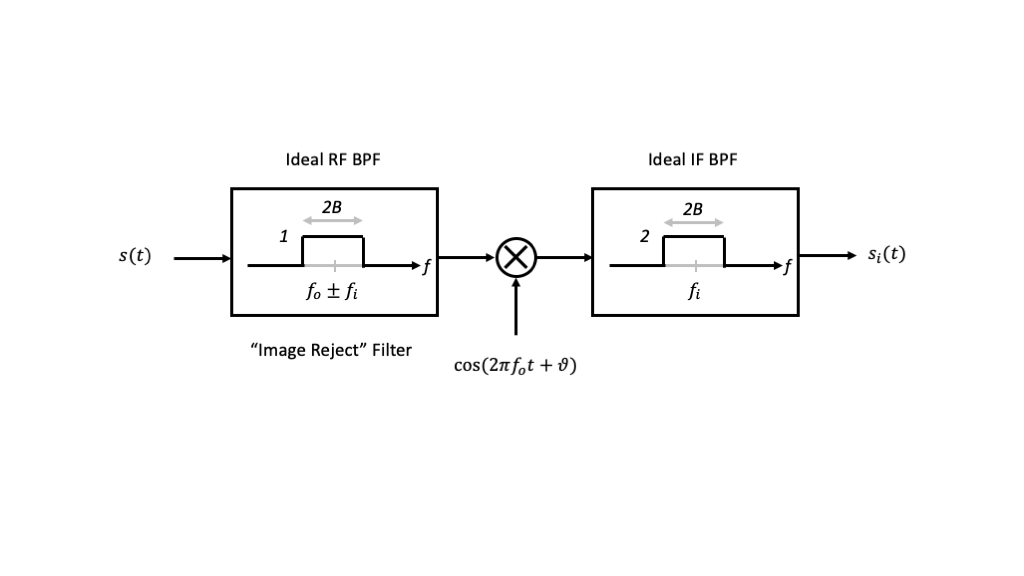 Ideal RF BPF
Ideal IF BPF
2B
2B
1
2
s(t)
f
f
sᵢ(t)
fₒ ± fᵢ
fᵢ
“Image Reject” Filter
cos(2πfₒt + ϑ)